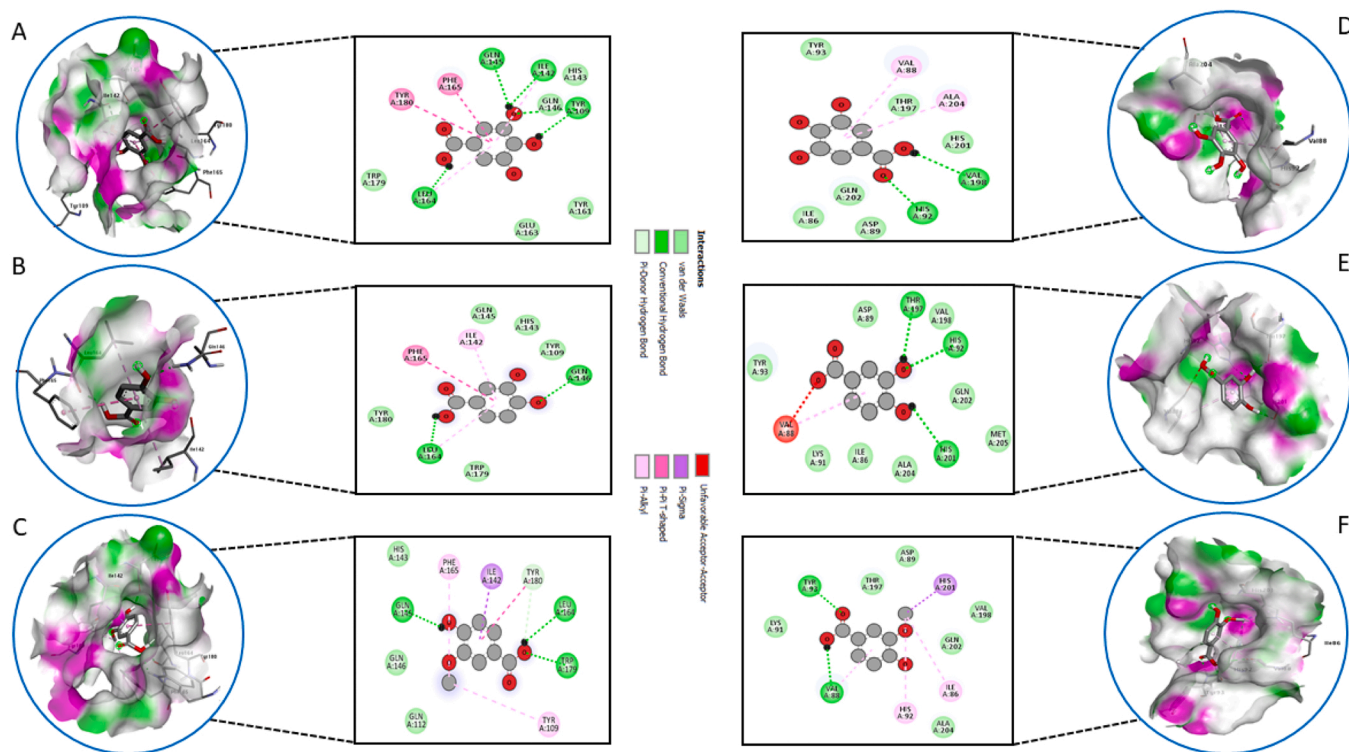 A
Ile142
Tyr109
Phe165
GLN
A:145
ILE
A:142
HIS
A:143
PHE
A:165
TYR
A:180
GLN
A:146
TYR
A:109
TRP
A:179
LEU
A:164
TYR
A:161
GLU
A:163
O
O
O
O
O
D
Val88
TYR
A:93
VAL
A:88
THR
A:197
ALA
A:204
HIS
A:201
VAL
A:198
GLN
A:202
HIS
A:92
ILE
A:86
ASP
A:89
O
O
O
O
O
Interactions
van der Waals
Conventional Hydrogen Bond
Pi-Donor Hydrogen Bond
Unfavorable Acceptor-Acceptor
Pi-Sigma
Pi-Pi T-shaped
Pi-Alkyl
B
Gln146
GLN
A:145
HIS
A:143
ILE
A:142
TYR
A:109
PHE
A:165
GLN
A:146
TYR
A:180
LEU
A:164
TRP
A:179
O
O
O
O
E
THR
A:197
ASP
A:89
VAL
A:198
HIS
A:92
TYR
A:93
GLN
A:202
VAL
A:88
MET
A:205
LYS
A:91
ILE
A:86
ALA
A:204
HIS
A:201
O
O
O
O
C
Ile142
HIS
A:143
PHE
A:165
ILE
A:142
TYR
A:180
GLN
A:145
LEU
A:164
GLN
A:146
TRP
A:179
GLN
A:112
TYR
A:109
O
O
O
O
F
ASP
A:89
TYR
A:93
THR
A:197
HIS
A:201
LYS
A:91
VAL
A:198
GLN
A:202
VAL
A:88
ILE
A:86
HIS
A:92
ALA
A:204
O
O
O
O